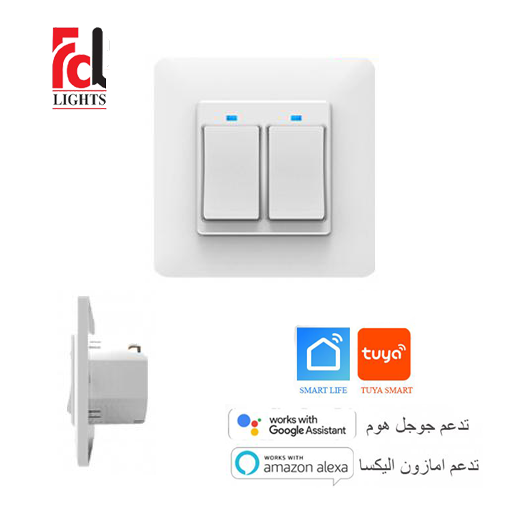 rdl
LIGHTS
SMART LIFE
tuya
TUYA SMART
works with
Google Assistant
تدعم جوجل هوم
WORKS WITH
amazon alexa
تدعم امازون اليكسا